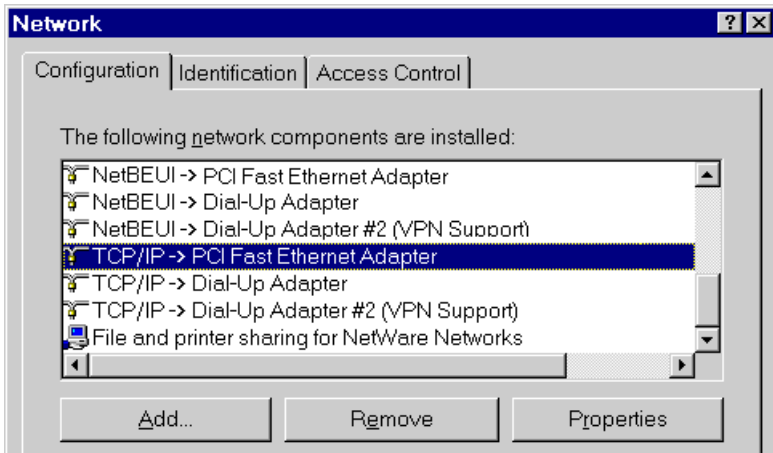 Network
Configuration Identification Access Control
The following network components are installed:
NetBEUI -> PCI Fast Ethernet Adapter
NetBEUI -> Dial-Up Adapter
NetBEUI -> Dial-Up Adapter #2 (VPN Support)
TCP/IP -> PCI Fast Ethernet Adapter
TCP/IP -> Dial-Up Adapter
TCP/IP -> Dial-Up Adapter #2 (VPN Support)
File and printer sharing for NetWare Networks
Add... Remove Properties